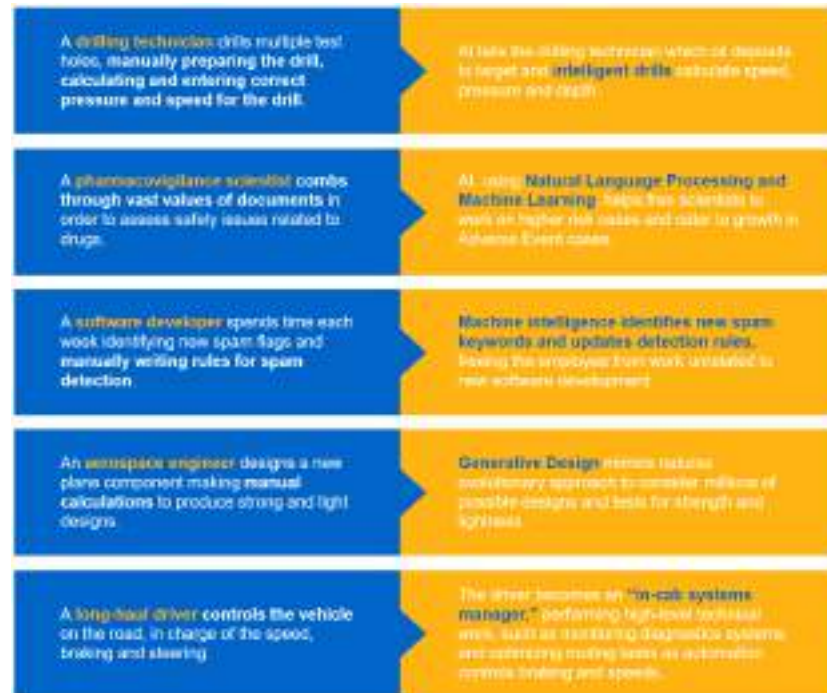 A drilling technician drills multiple test
holes, manually preparing the drill,
calculating and entering correct
pressure and speed for the drill.
AI tells the drilling technician which oil deposits
to target and intelligent drills calculate speed,
pressure and depth
A pharmacovigilance scientist combs
through vast values of documents in
order to assess safety issues related to
drugs.
AI, using Natural Language Processing and
Machine Learning, helps free scientists to
work on higher risk cases and cater to growth in
Adverse Event cases
A software developer spends time each
week identifying new spam flags and
manually writing rules for spam
detection
Machine intelligence identifies new spam
keywords and updates detection rules,
freeing the employee from work unrelated to
new software development
An aerospace engineer designs a new
plane component making manual
calculations to produce strong and light
designs
Generative Design mimics natures
evolutionary approach to consider millions of
possible designs and tests for strength and
lightness
A long-haul driver controls the vehicle
on the road, in charge of the speed,
braking and steering
The driver becomes an "in-cab systems
manager," performing high-level technical
work, such as monitoring diagnostics systems
and optimizing routing tasks as automation
controls braking and speeds.